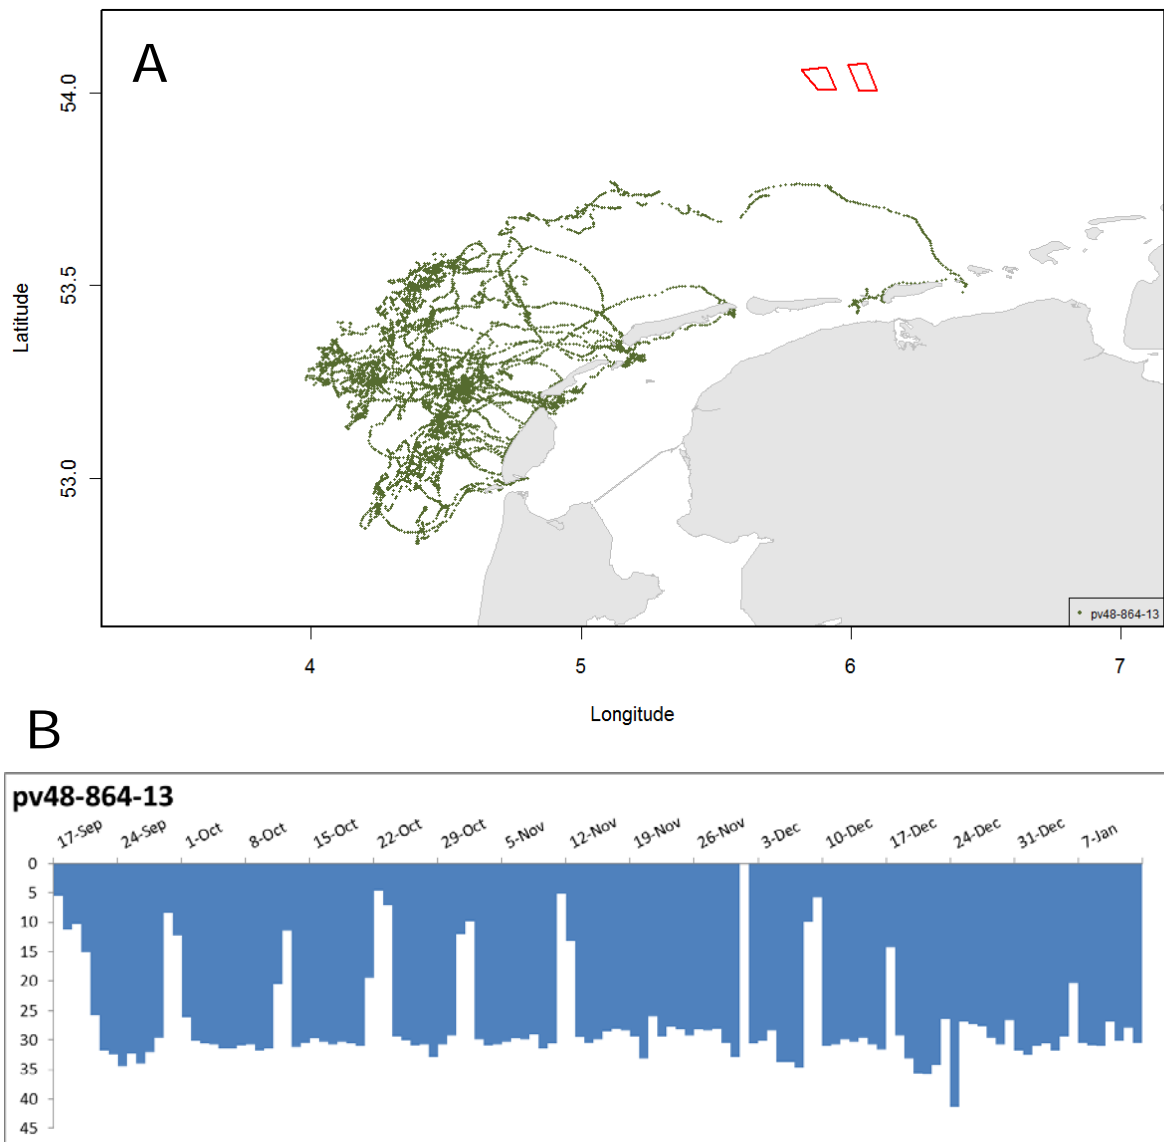 A
54.0
53.5
53.0
Latitude
pv48-864-13
4 5 6 7
Longitude
B
pv48-864-13
17-Sep 24-Sep 1-Oct 8-Oct 15-Oct 22-Oct 29-Oct 5-Nov 12-Nov 19-Nov 26-Nov 3-Dec 10-Dec 17-Dec 24-Dec 31-Dec 7-Jan
0
5
10
15
20
25
30
35
40
45